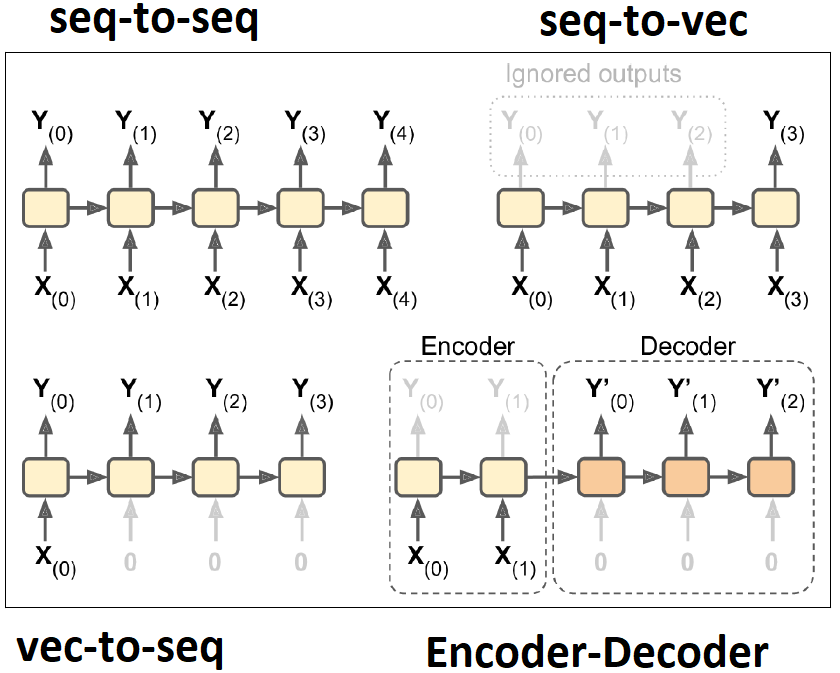 seq-to-seq
seq-to-vec
Ignored outputs
Y(0) Y(1) Y(2) Y(3) Y(4)
Y(0) Y(1) Y(2) Y(3)
X(0) X(1) X(2) X(3) X(4)
X(0) X(1) X(2) X(3)
Encoder
Decoder
Y(0) Y(1) Y(2) Y(3)
Y(0) Y(1) Y'(0) Y'(1) Y'(2)
X(0) 0 0 0
X(0) X(1) 0 0 0
vec-to-seq
Encoder-Decoder